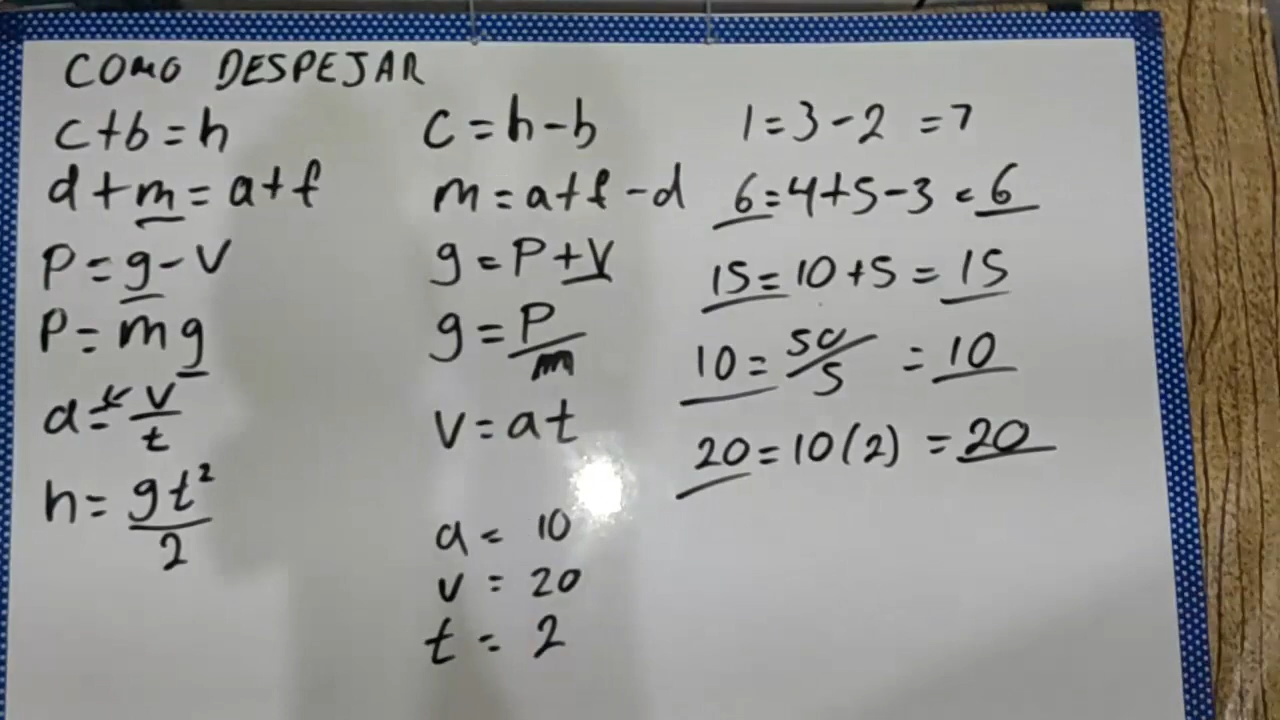 COMO DESPEJAR
c+b=h c=h-b 1=3-2=7
d+m=a+f m=a+f-d 6=4+5-3=6
P=g-v g=P+v 15=10+5=15
P=mg g=P/m 10=50/5=10
a=v/t v=at 20=10(2)=20
h=gt²/2
a= 10
v= 20
t= 2